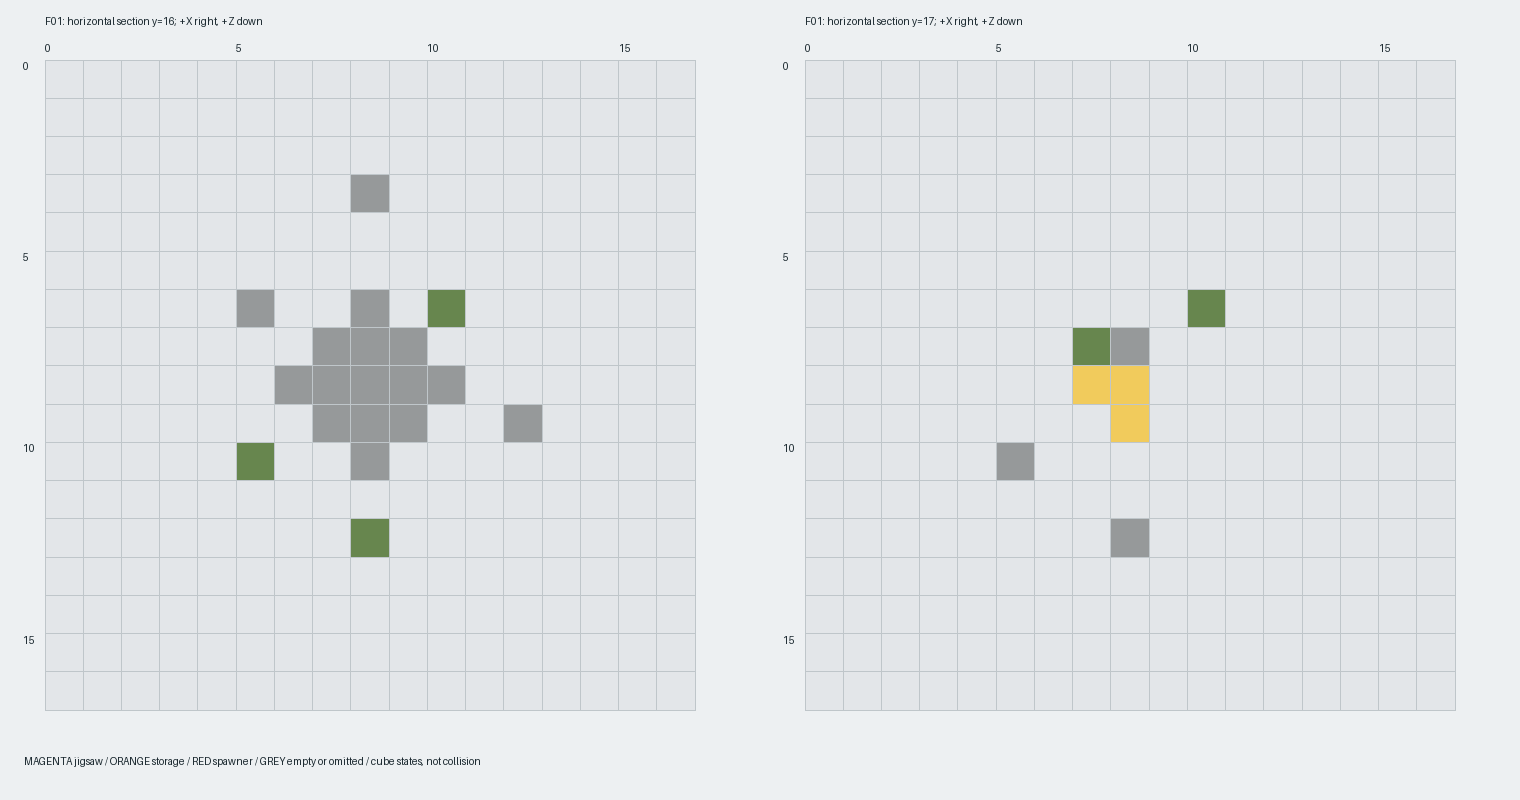 F01: horizontal section y=16; +X right, +Z down
0 5 10 15
0
5
10
15
F01: horizontal section y=17; +X right, +Z down
0 5 10 15
0
5
10
15
MAGENTA jigsaw / ORANGE storage / RED spawner / GREY empty or omitted / cube states, not collision